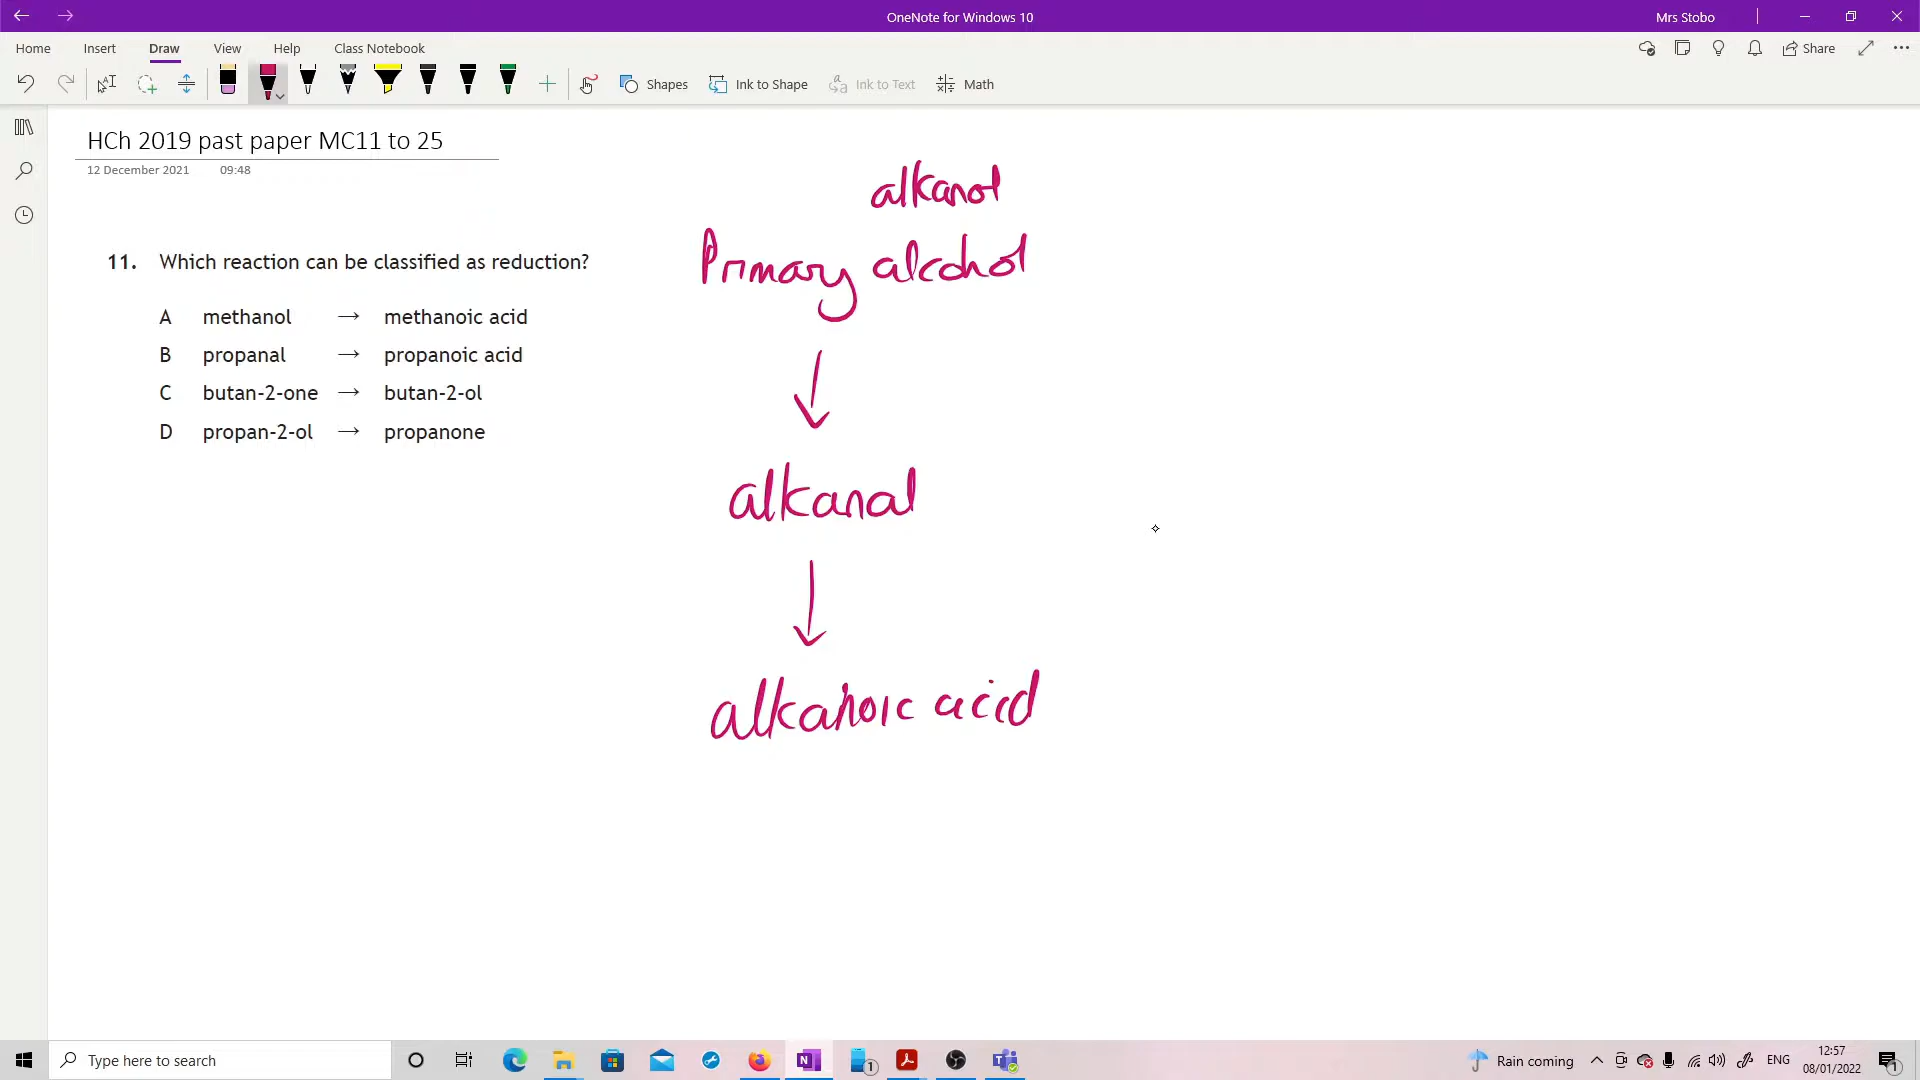 OneNote for Windows 10
Mrs Stobo
Home Insert Draw View Help Class Notebook
Share
Shapes Ink to Shape Ink to Text Math
HCh 2019 past paper MC11 to 25
12 December 2021 09:48
alkanol
Primary alcohol
11. Which reaction can be classified as reduction?
A methanol → methanoic acid
B propanal → propanoic acid
C butan-2-one → butan-2-ol
D propan-2-ol → propanone
alkanal
alkanoic acid
Type here to search
Rain coming
ENG
12:57
08/01/2022